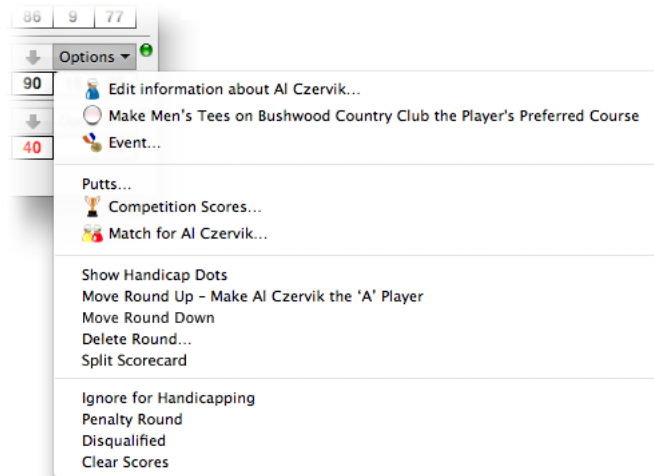 86 9 77
Options
90
Edit information about Al Czervik...
Make Men's Tees on Bushwood Country Club the Player's Preferred Course
Event...
40
Putts...
Competition Scores...
Match for Al Czervik...
Show Handicap Dots
Move Round Up – Make Al Czervik the ‘A’ Player
Move Round Down
Delete Round...
Split Scorecard
Ignore for Handicapping
Penalty Round
Disqualified
Clear Scores